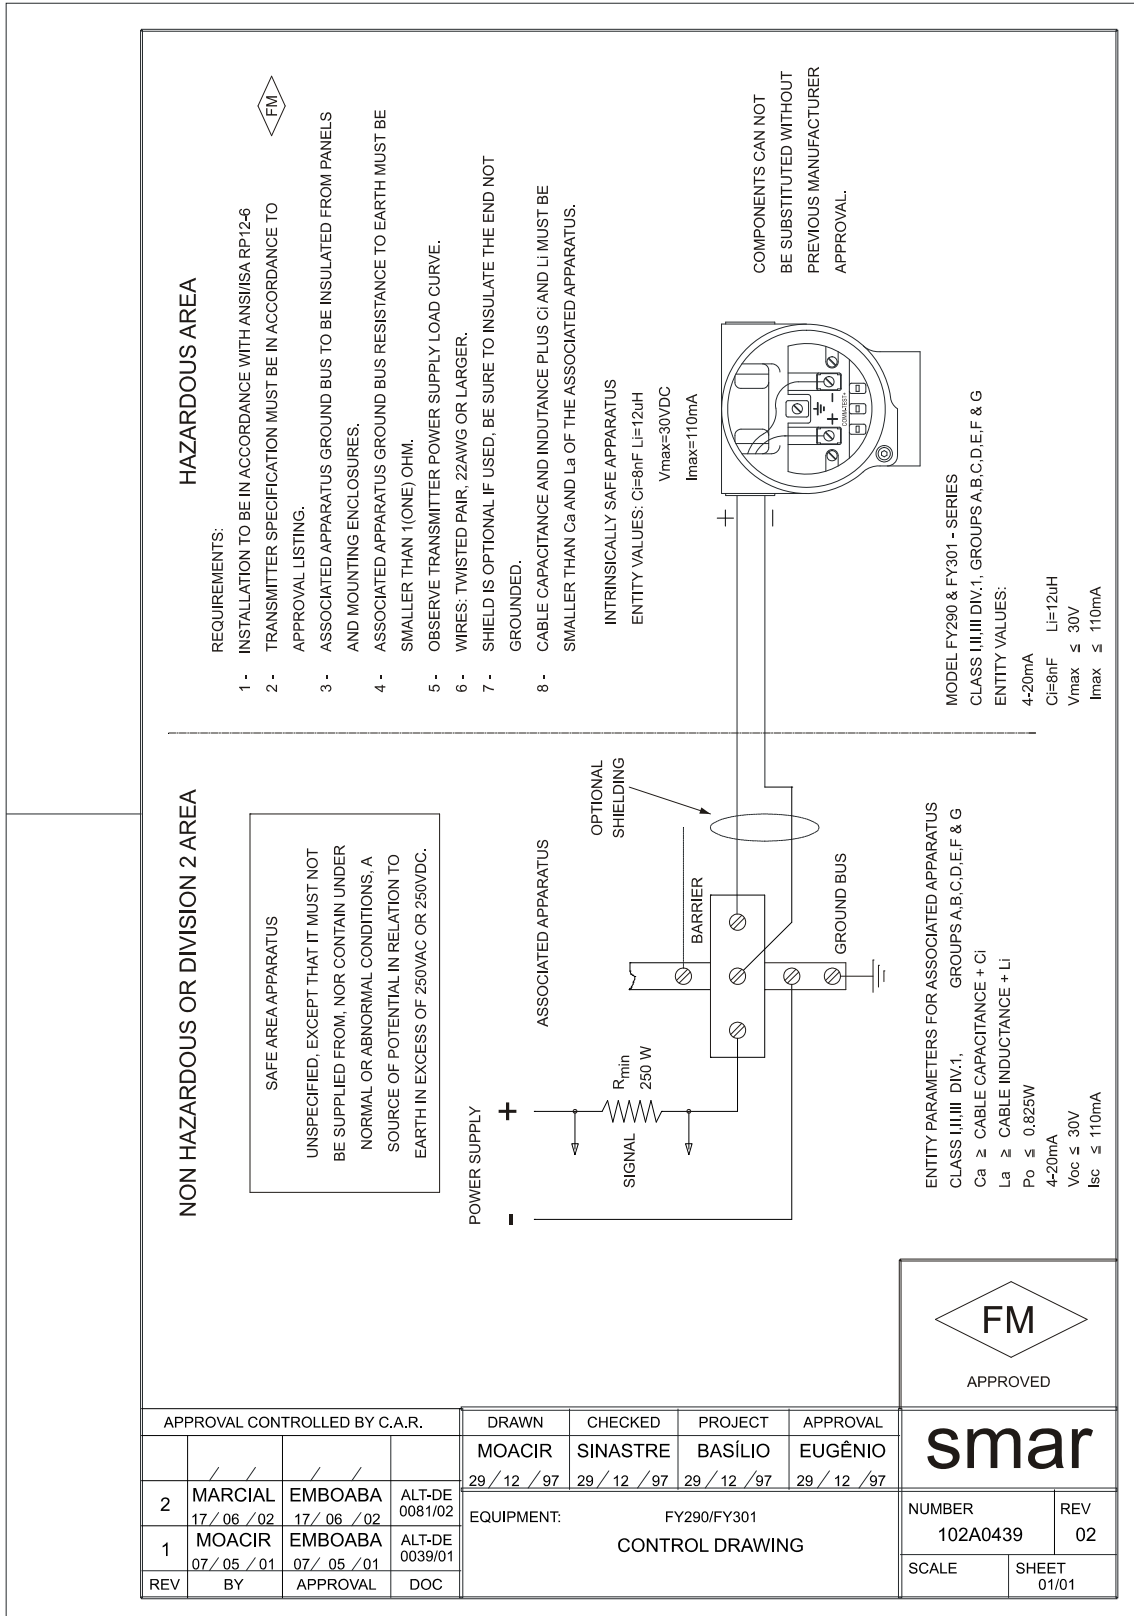 NON HAZARDOUS OR DIVISION 2 AREA
SAFE AREA APPARATUS
UNSPECIFIED, EXCEPT THAT IT MUST NOT
BE SUPPLIED FROM, NOR CONTAIN UNDER
NORMAL OR ABNORMAL CONDITIONS, A
SOURCE OF POTENTIAL IN RELATION TO
EARTH IN EXCESS OF 250VAC OR 250VDC.
POWER SUPPLY
+
-
SIGNAL
Rmin
250 W
ASSOCIATED APPARATUS
OPTIONAL
SHIELDING
BARRIER
GROUND BUS
ENTITY PARAMETERS FOR ASSOCIATED APPARATUS
CLASS I,II,III DIV.1, GROUPS A,B,C,D,E,F & G
Ca ≥ CABLE CAPACITANCE + Ci
La ≥ CABLE INDUCTANCE + Li
Po ≤ 0.825W
4-20mA
Voc ≤ 30V
Isc ≤ 110mA
HAZARDOUS AREA
REQUIREMENTS:
FM
1 - INSTALLATION TO BE IN ACCORDANCE WITH ANSI/ISA RP12-6
2 - TRANSMITTER SPECIFICATION MUST BE IN ACCORDANCE TO
APPROVAL LISTING.
3 - ASSOCIATED APPARATUS GROUND BUS TO BE INSULATED FROM PANELS
AND MOUNTING ENCLOSURES.
4 - ASSOCIATED APPARATUS GROUND BUS RESISTANCE TO EARTH MUST BE
SMALLER THAN 1(ONE) OHM.
5 - OBSERVE TRANSMITTER POWER SUPPLY LOAD CURVE.
6 - WIRES: TWISTED PAIR, 22AWG OR LARGER.
7 - SHIELD IS OPTIONAL IF USED, BE SURE TO INSULATE THE END NOT
GROUNDED.
8 - CABLE CAPACITANCE AND INDUTANCE PLUS Ci AND Li MUST BE
SMALLER THAN Ca AND La OF THE ASSOCIATED APPARATUS.
INTRINSICALLY SAFE APPARATUS
ENTITY VALUES: Ci=8nF Li=12uH
Vmax=30VDC
Imax=110mA
COMPONENTS CAN NOT
BE SUBSTITUTED WITHOUT
PREVIOUS MANUFACTURER
APPROVAL.
+
-
+ -
MODEL FY290 & FY301 - SERIES
CLASS I,II,III DIV.1, GROUPS A,B,C,D,E,F & G
ENTITY VALUES:
4-20mA
Ci=8nF Li=12uH
Vmax ≤ 30V
Imax ≤ 110mA
FM
APPROVED
APPROVAL CONTROLLED BY C.A.R.
/ / / /
2 MARCIAL EMBOABA ALT-DE
17 / 06 / 02 17 / 06 / 02 0081/02
1 MOACIR EMBOABA ALT-DE
07 / 05 / 01 07 / 05 / 01 0039/01
REV BY APPROVAL DOC
DRAWN CHECKED PROJECT APPROVAL
MOACIR SINASTRE BASÍLIO EUGÊNIO
29 / 12 / 97 29 / 12 / 97 29 / 12 / 97 29 / 12 / 97
EQUIPMENT: FY290/FY301
CONTROL DRAWING
smar
NUMBER REV
102A0439 02
SCALE SHEET
01/01